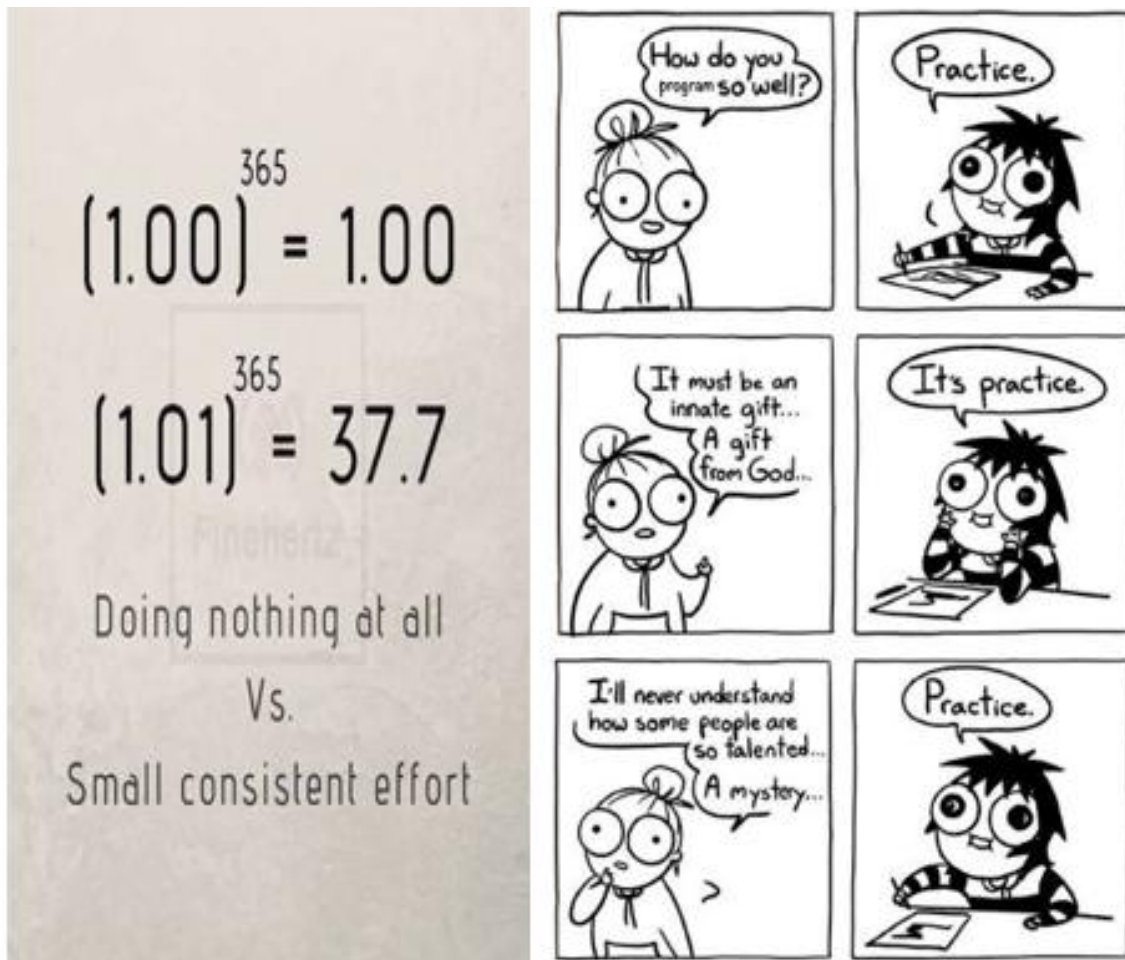 365
(1.00) = 1.00
365
(1.01) = 37.7
Finehertz
Doing nothing at all
Vs.
Small consistent effort
How do you
program so well?
Practice.
It must be an
innate gift...
A gift
from God...
It's practice.
I'll never understand
how some people are
so talented...
A mystery...
Practice.